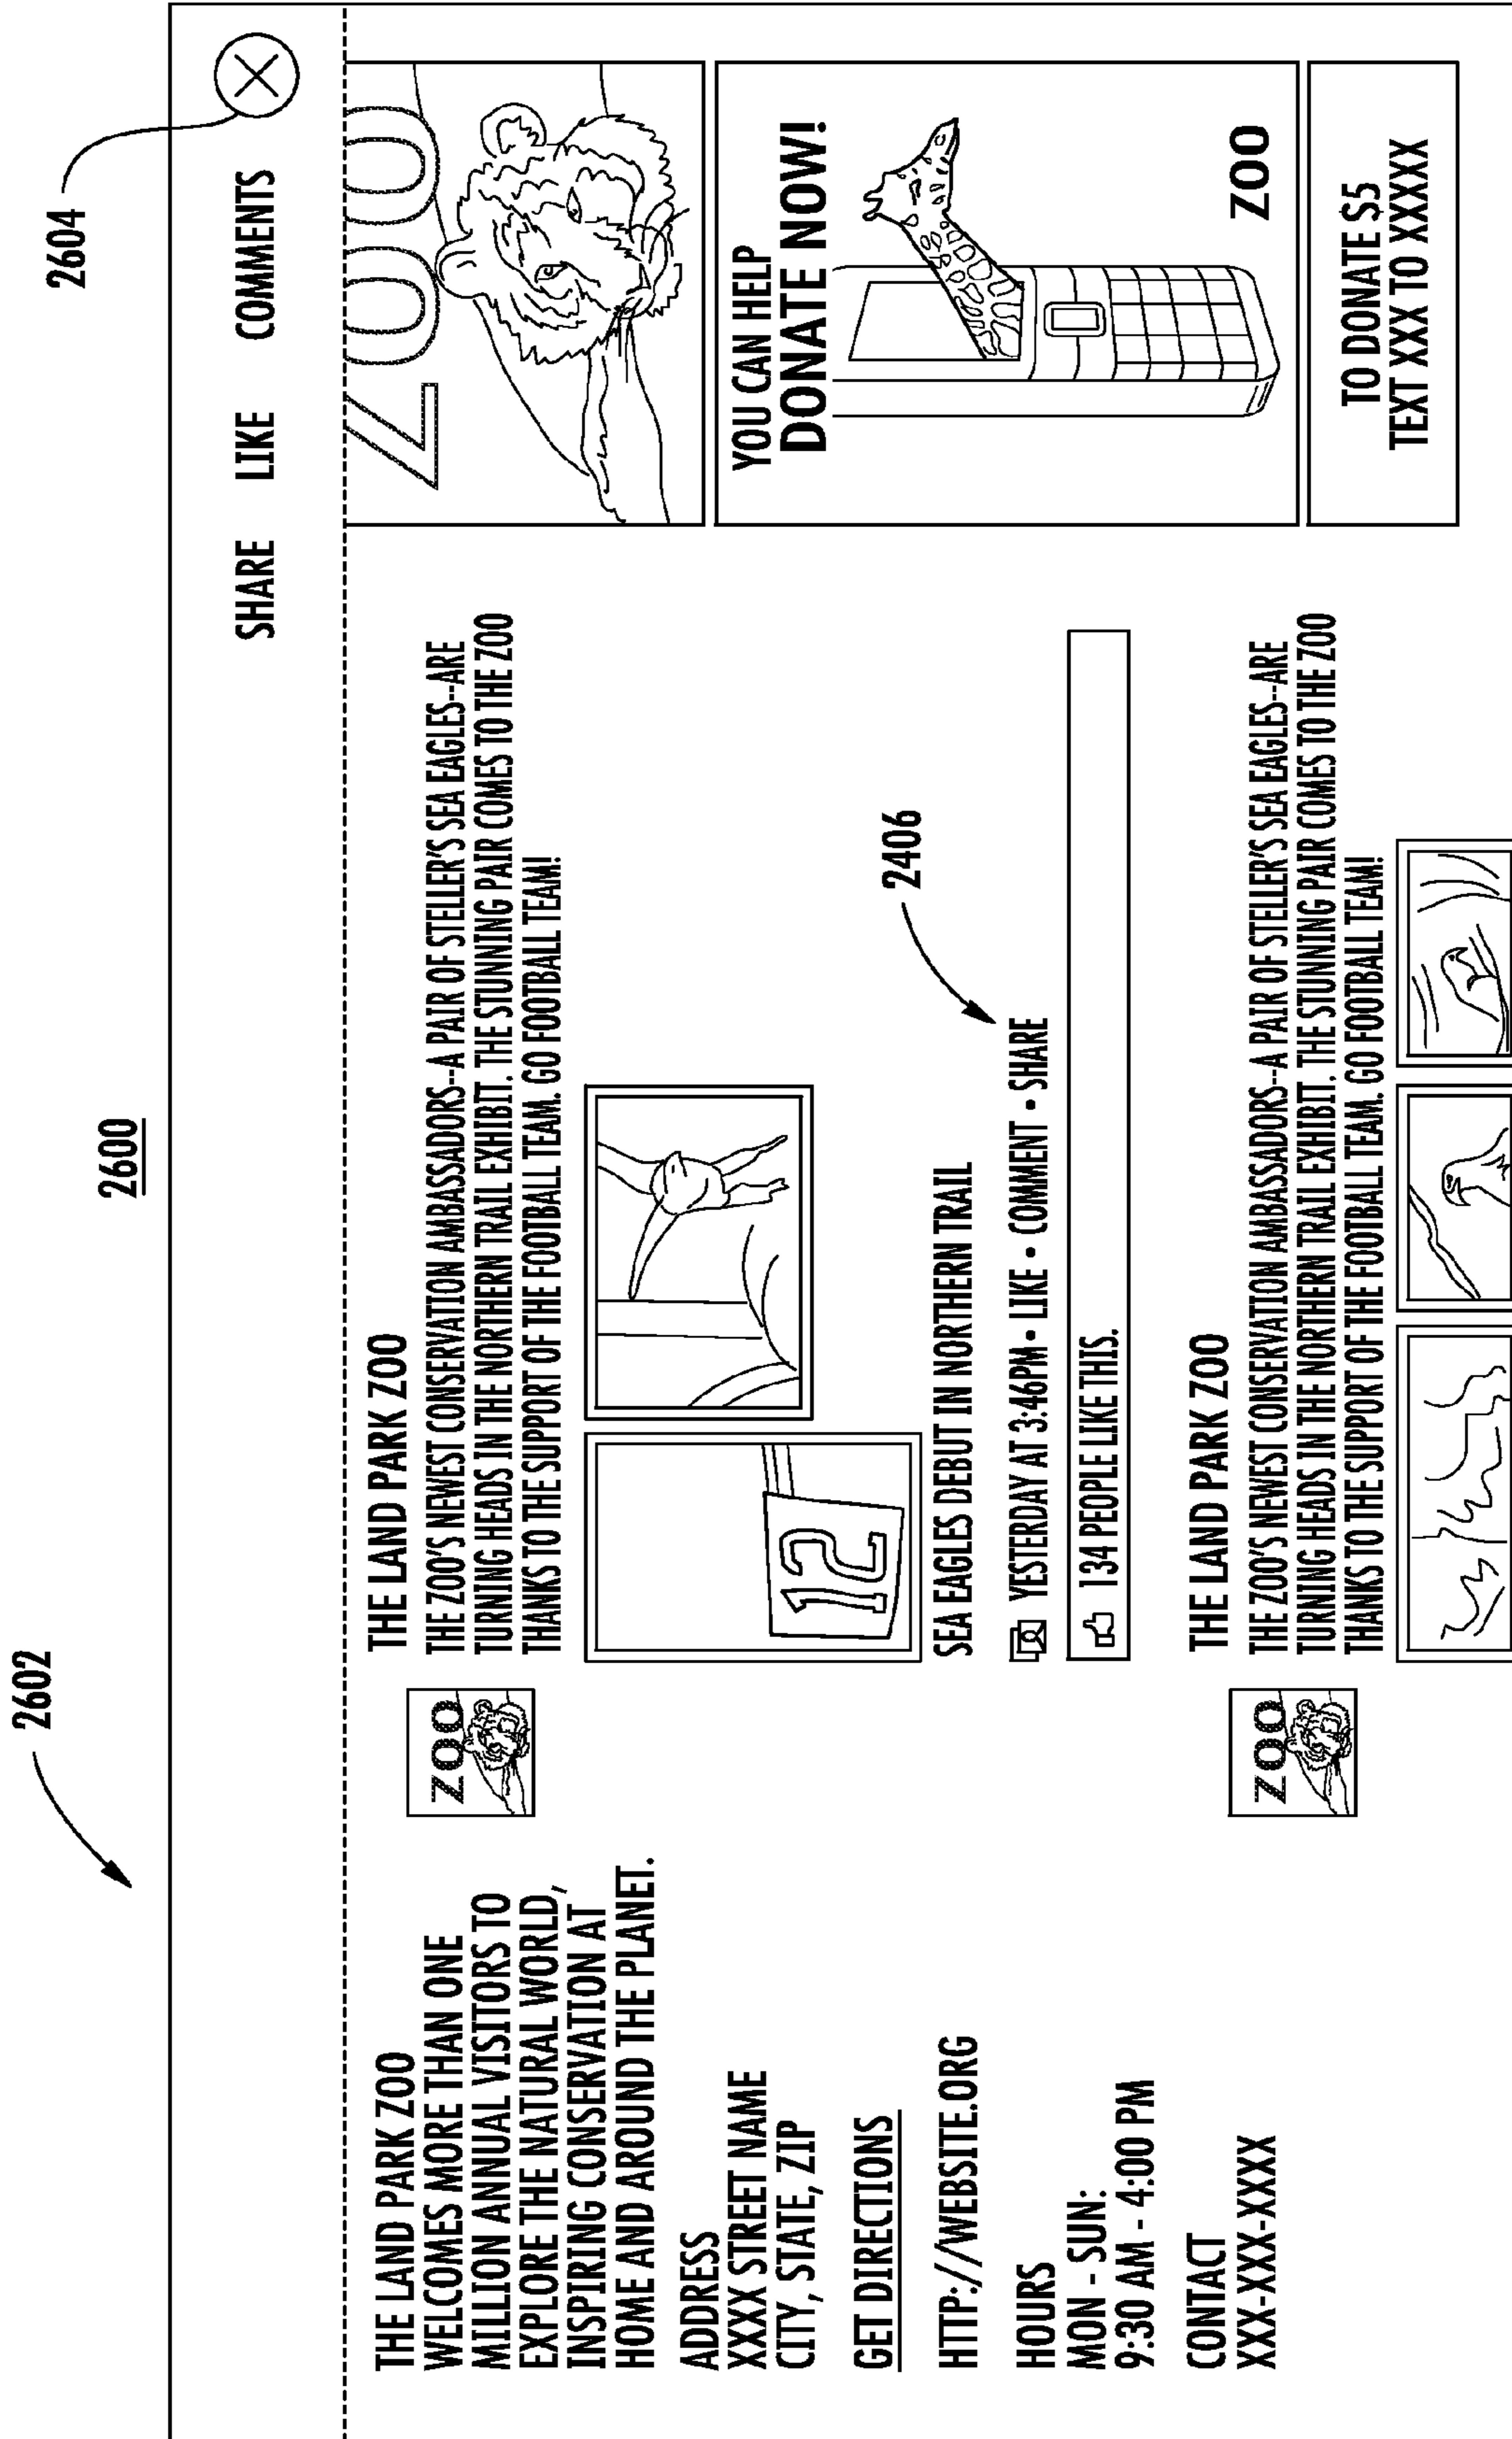 2600
2602
2604
SHARE LIKE COMMENTS
THE LAND PARK ZOO
WELCOMES MORE THAN ONE
MILLION ANNUAL VISITORS TO
EXPLORE THE NATURAL WORLD,
INSPIRING CONSERVATION AT
HOME AND AROUND THE PLANET.
ADDRESS
XXXX STREET NAME
CITY, STATE, ZIP
GET DIRECTIONS
HTTP://WEBSITE.ORG
HOURS
MON - SUN:
9:30 AM - 4:00 PM
CONTACT
XXX-XXX-XXXX
ZOO
THE LAND PARK ZOO
THE ZOO'S NEWEST CONSERVATION AMBASSADORS--A PAIR OF STELLER'S SEA EAGLES--ARE
TURNING HEADS IN THE NORTHERN TRAIL EXHIBIT. THE STUNNING PAIR COMES TO THE ZOO
THANKS TO THE SUPPORT OF THE FOOTBALL TEAM. GO FOOTBALL TEAM!
12
SEA EAGLES DEBUT IN NORTHERN TRAIL
2406
YESTERDAY AT 3:46PM • LIKE • COMMENT • SHARE
134 PEOPLE LIKE THIS.
ZOO
THE LAND PARK ZOO
THE ZOO'S NEWEST CONSERVATION AMBASSADORS--A PAIR OF STELLER'S SEA EAGLES--ARE
TURNING HEADS IN THE NORTHERN TRAIL EXHIBIT. THE STUNNING PAIR COMES TO THE ZOO
THANKS TO THE SUPPORT OF THE FOOTBALL TEAM. GO FOOTBALL TEAM!
ZOO
YOU CAN HELP
DONATE NOW!
ZOO
TO DONATE $5
TEXT XXX TO XXXXX